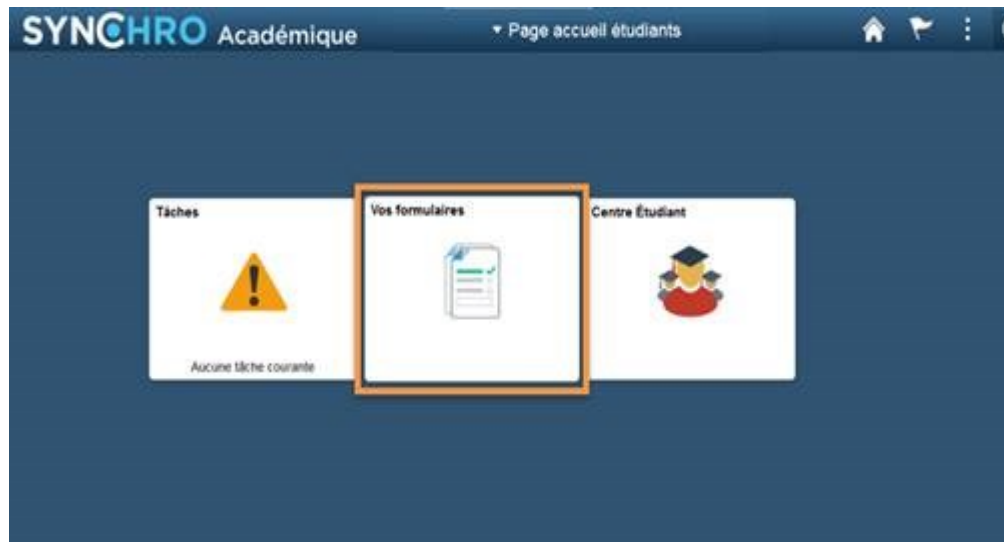 SYNCHRO Académique
▾ Page accueil étudiants
Tâches
Vos formulaires
Centre Étudiant
Aucune tâche courante